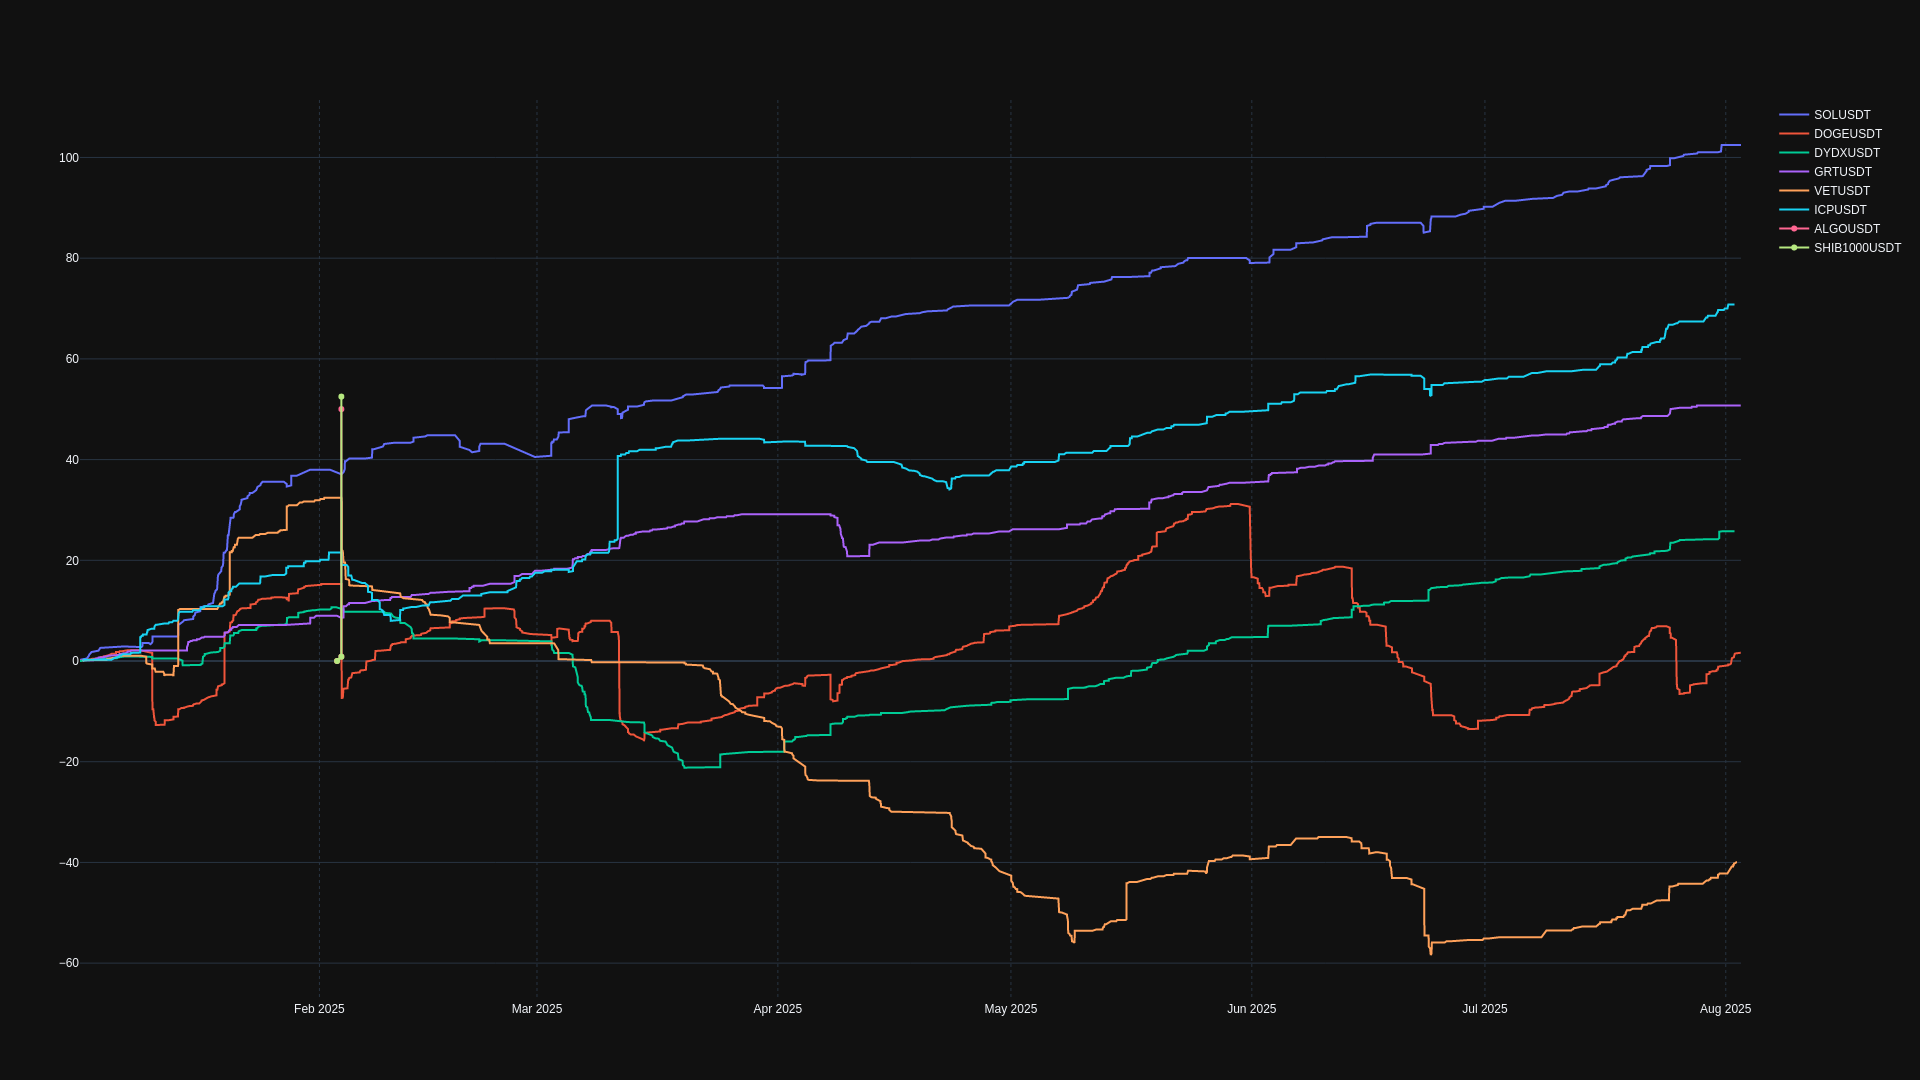 SOLUSDT
DOGEUSDT
DYDXUSDT
GRTUSDT
VETUSDT
ICPUSDT
ALGOUSDT
SHIB1000USDT
100
80
60
40
20
0
−20
−40
−60
Feb 2025
Mar 2025
Apr 2025
May 2025
Jun 2025
Jul 2025
Aug 2025